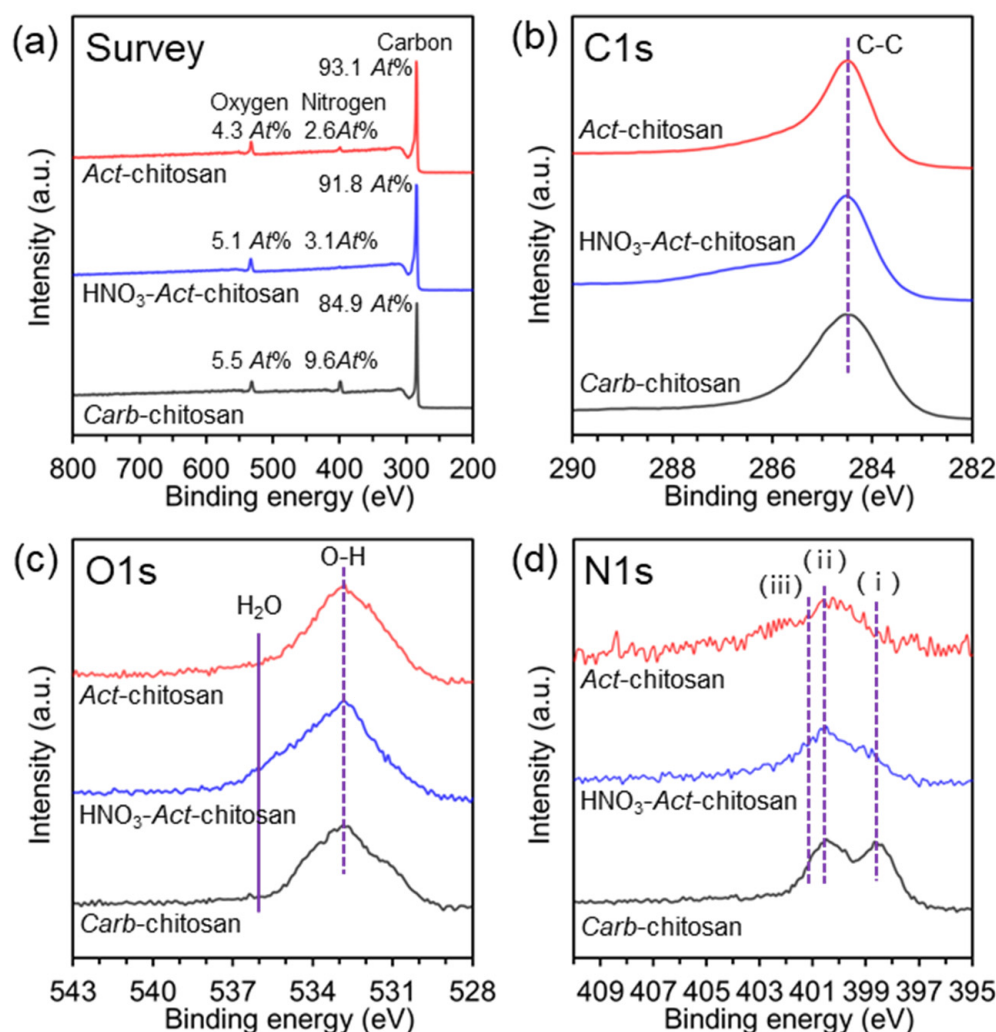 (a) Survey
Carbon
93.1 At%
Oxygen Nitrogen
4.3 At% 2.6At%
Act-chitosan
91.8 At%
5.1 At% 3.1At%
HNO3-Act-chitosan
84.9 At%
5.5 At% 9.6At%
Carb-chitosan
Intensity (a.u.)
800 700 600 500 400 300 200
Binding energy (eV)
(b) C1s
C-C
Act-chitosan
HNO3-Act-chitosan
Carb-chitosan
Intensity (a.u.)
290 288 286 284 282
Binding energy (eV)
(c) O1s
O-H
H2O
Act-chitosan
HNO3-Act-chitosan
Carb-chitosan
Intensity (a.u.)
543 540 537 534 531 528
Binding energy (eV)
(d) N1s
(iii) (ii) (i)
Act-chitosan
HNO3-Act-chitosan
Carb-chitosan
Intensity (a.u.)
409 407 405 403 401 399 397 395
Binding energy (eV)